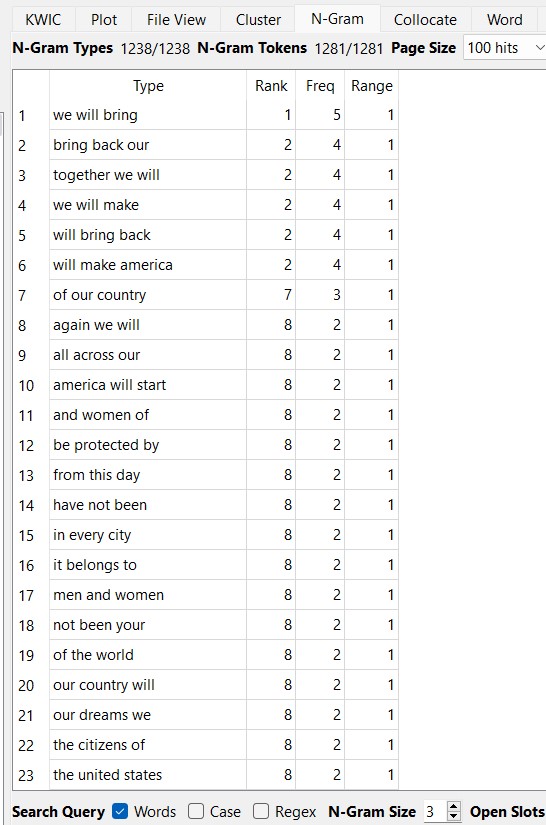 KWIC Plot File View Cluster N-Gram Collocate Word
N-Gram Types 1238/1238 N-Gram Tokens 1281/1281 Page Size 100 hits
Type Rank Freq Range
1 we will bring 1 5 1
2 bring back our 2 4 1
3 together we will 2 4 1
4 we will make 2 4 1
5 will bring back 2 4 1
6 will make america 2 4 1
7 of our country 7 3 1
8 again we will 8 2 1
9 all across our 8 2 1
10 america will start 8 2 1
11 and women of 8 2 1
12 be protected by 8 2 1
13 from this day 8 2 1
14 have not been 8 2 1
15 in every city 8 2 1
16 it belongs to 8 2 1
17 men and women 8 2 1
18 not been your 8 2 1
19 of the world 8 2 1
20 our country will 8 2 1
21 our dreams we 8 2 1
22 the citizens of 8 2 1
23 the united states 8 2 1
Search Query Words Case Regex N-Gram Size 3 Open Slots